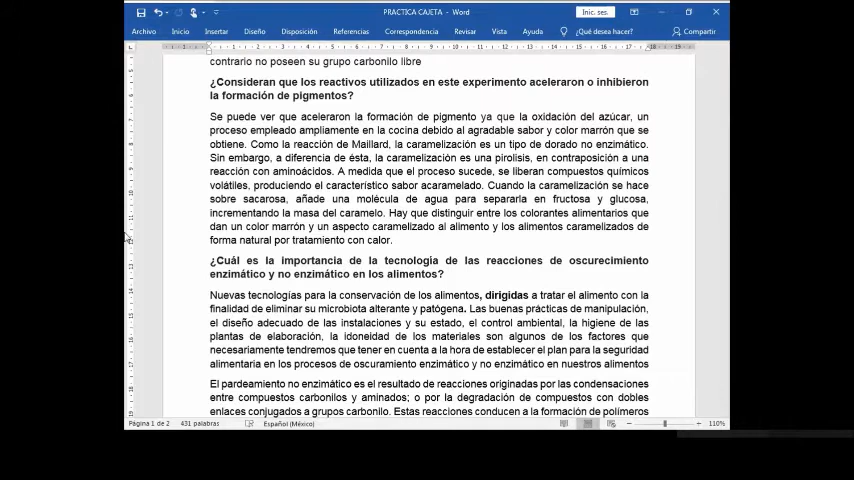 PRACTICA CAJETA - Word
Inic. ses.
Archivo Inicio Insertar Diseño Disposición Referencias Correspondencia Revisar Vista Ayuda ¿Qué desea hacer? Compartir
contrario no poseen su grupo carbonilo libre
¿Consideran que los reactivos utilizados en este experimento aceleraron o inhibieron
la formación de pigmentos?
Se puede ver que aceleraron la formación de pigmento ya que la oxidación del azúcar, un
proceso empleado ampliamente en la cocina debido al agradable sabor y color marrón que se
obtiene. Como la reacción de Maillard, la caramelización es un tipo de dorado no enzimático.
Sin embargo, a diferencia de ésta, la caramelización es una pirolisis, en contraposición a una
reacción con aminoácidos. A medida que el proceso sucede, se liberan compuestos químicos
volátiles, produciendo el característico sabor acaramelado. Cuando la caramelización se hace
sobre sacarosa, añade una molécula de agua para separarla en fructosa y glucosa,
incrementando la masa del caramelo. Hay que distinguir entre los colorantes alimentarios que
dan un color marrón y un aspecto caramelizado al alimento y los alimentos caramelizados de
forma natural por tratamiento con calor.
¿Cuál es la importancia de la tecnología de las reacciones de oscurecimiento
enzimático y no enzimático en los alimentos?
Nuevas tecnologías para la conservación de los alimentos, dirigidas a tratar el alimento con la
finalidad de eliminar su microbiota alterante y patógena. Las buenas prácticas de manipulación,
el diseño adecuado de las instalaciones y su estado, el control ambiental, la higiene de las
plantas de elaboración, la idoneidad de los materiales son algunos de los factores que
necesariamente tendremos que tener en cuenta a la hora de establecer el plan para la seguridad
alimentaria en los procesos de oscuramiento enzimático y no enzimático en nuestros alimentos
El pardeamiento no enzimático es el resultado de reacciones originadas por las condensaciones
entre compuestos carbonilos y aminados; o por la degradación de compuestos con dobles
enlaces conjugados a grupos carbonilo. Estas reacciones conducen a la formación de polímeros
Página 1 de 2 431 palabras Español (México) 110%